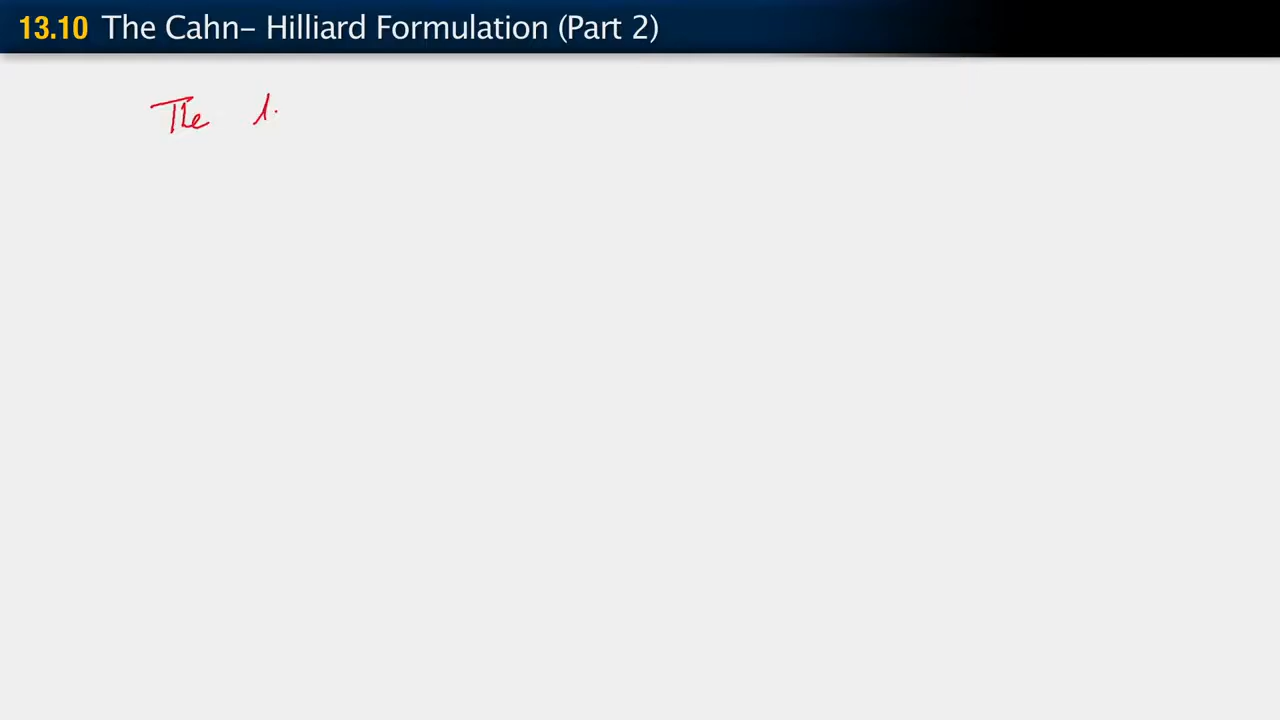 13.10 The Cahn– Hilliard Formulation (Part 2)
The